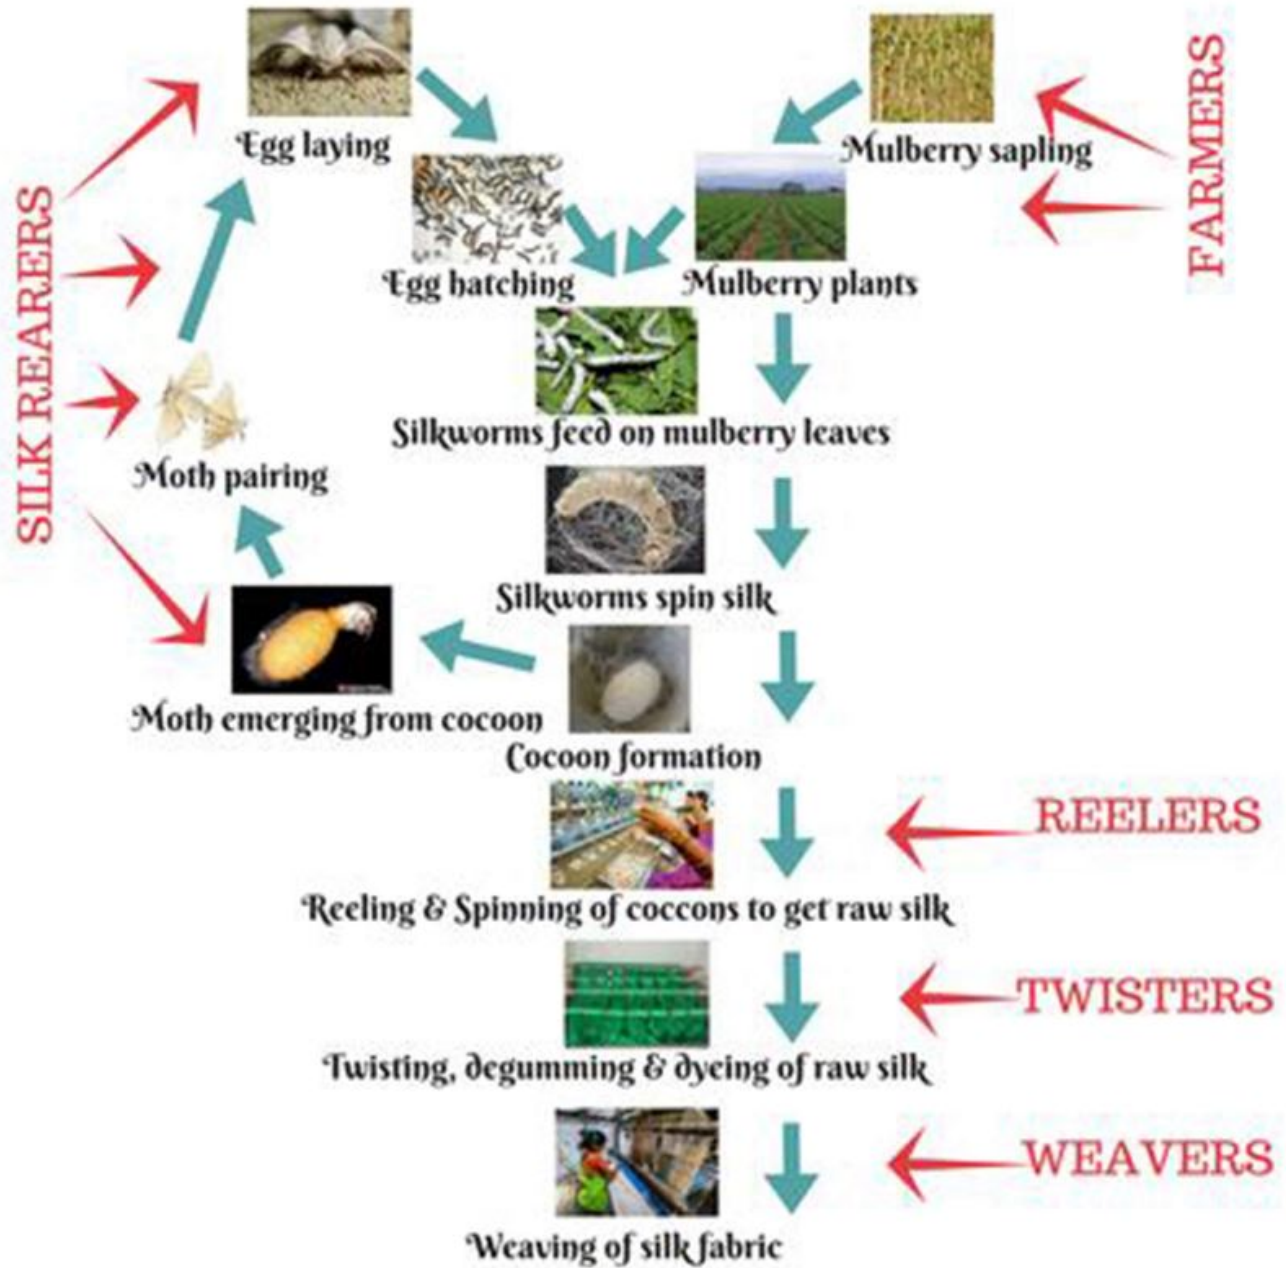 Egg laying
Mulberry sapling
FARMERS
SILK REARERS
Egg hatching
Mulberry plants
Silkworms feed on mulberry leaves
Moth pairing
Silkworms spin silk
Moth emerging from cocoon
Cocoon formation
REELERS
Reeling & Spinning of coccons to get raw silk
TWISTERS
Twisting, degumming & dyeing of raw silk
WEAVERS
Weaving of silk fabric